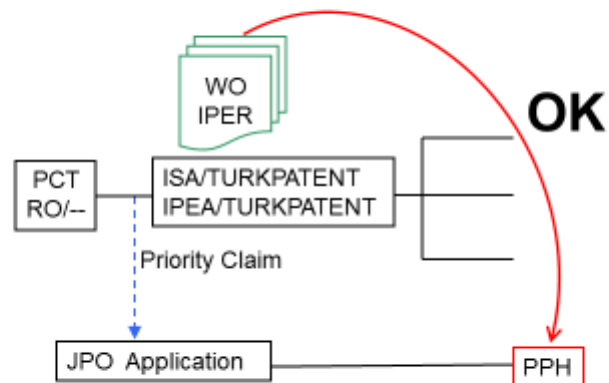 WO
IPER
OK
PCT
RO/--
ISA/TURKPATENT
IPEA/TURKPATENT
Priority Claim
JPO Application
PPH